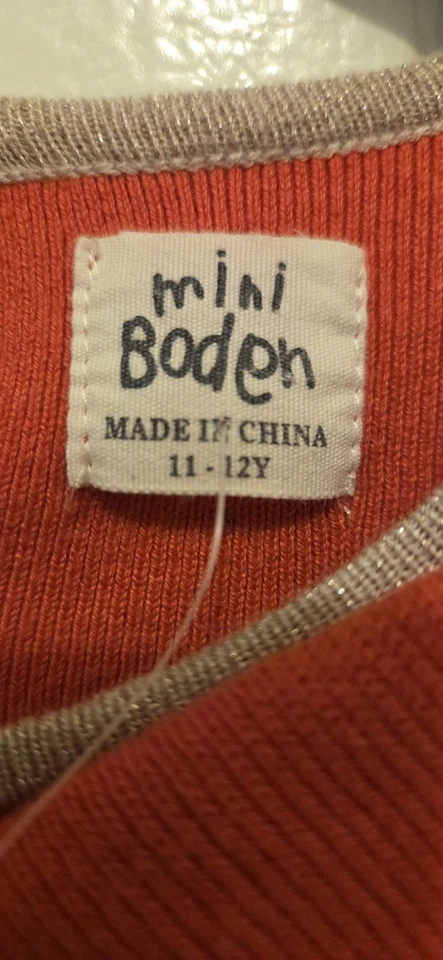 mini
Boden
MADE IN CHINA
11 - 12Y